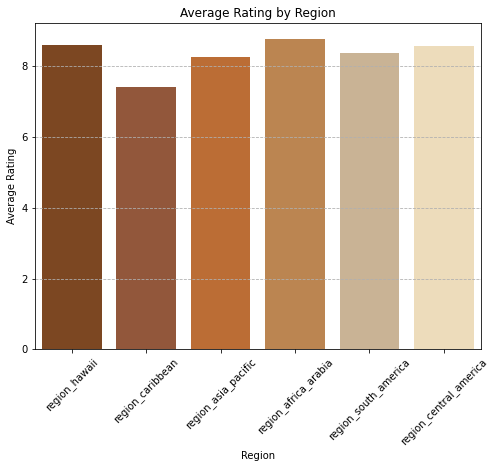 Average Rating by Region
Average Rating
8
6
4
2
0
region_hawaii
region_caribbean
region_asia_pacific
region_africa_arabia
region_south_america
region_central_america
Region